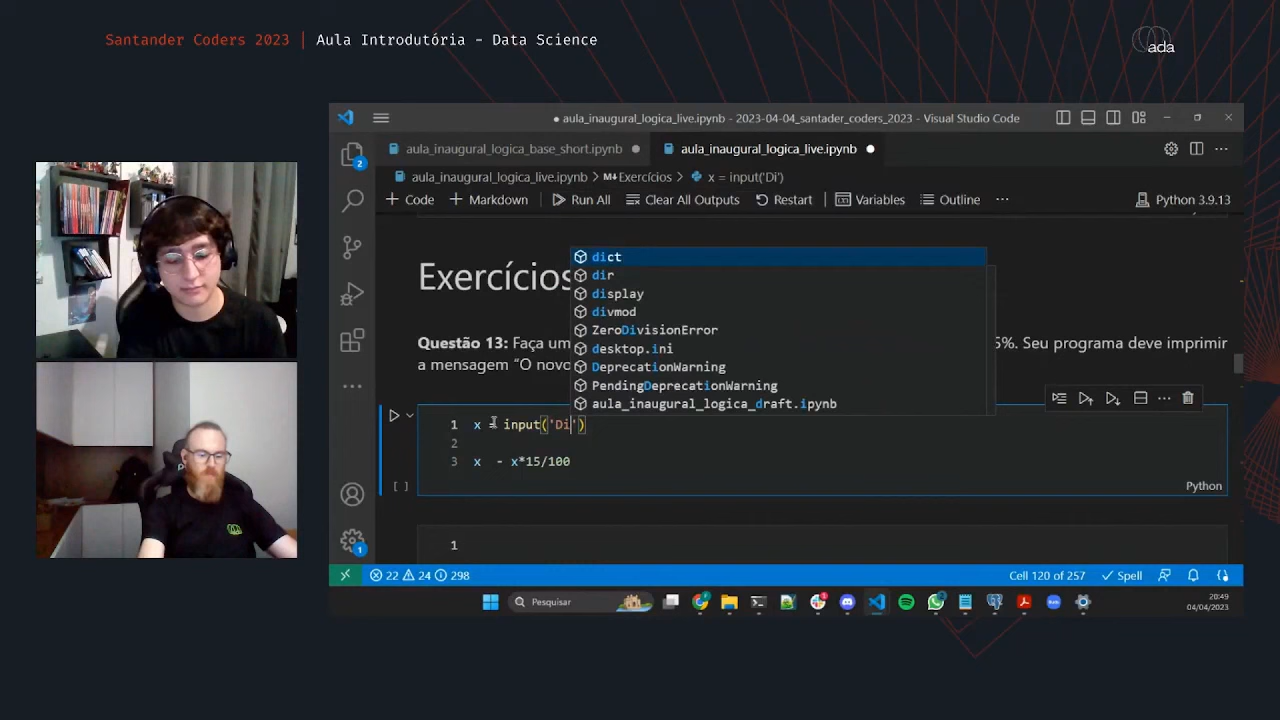 Santander Coders 2023 | Aula Introdutória - Data Science
ada
aula_inaugural_logica_live.ipynb - 2023-04-04_santader_coders_2023 - Visual Studio Code
aula_inaugural_logica_base_short.ipynb
aula_inaugural_logica_live.ipynb
aula_inaugural_logica_live.ipynb > M↓Exercícios > x = input('Di')
+ Code + Markdown Run All Clear All Outputs Restart Variables Outline ... Python 3.9.13
Exercícios
dict
dir
display
divmod
ZeroDivisionError
desktop.ini
DeprecationWarning
PendingDeprecationWarning
aula_inaugural_logica_draft.ipynb
Questão 13: Faça um 5%. Seu programa deve imprimir
a mensagem “O novo
1 x = input('Di')
2
3 x - x*15/100
[ ]
Python
1
22 24 298 Cell 120 of 257 Spell
Pesquisar
20:49
04/04/2023
2
1